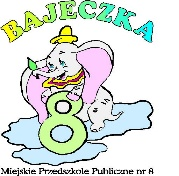 BAJECZKA
8
Miejskie Przedszkole Publiczne nr 8